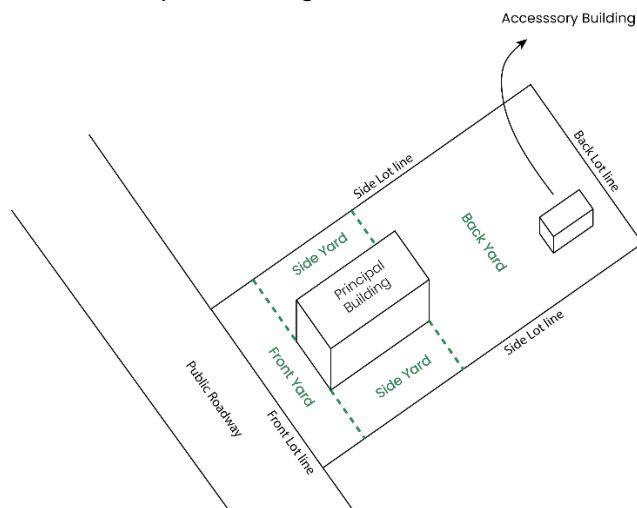 Accesssory Building
Back Lot line
Side Lot line
Side Yard
Back Yard
Principal
Building
Side Lot line
Front Yard
Side Yard
Public Roadway
Front Lot line